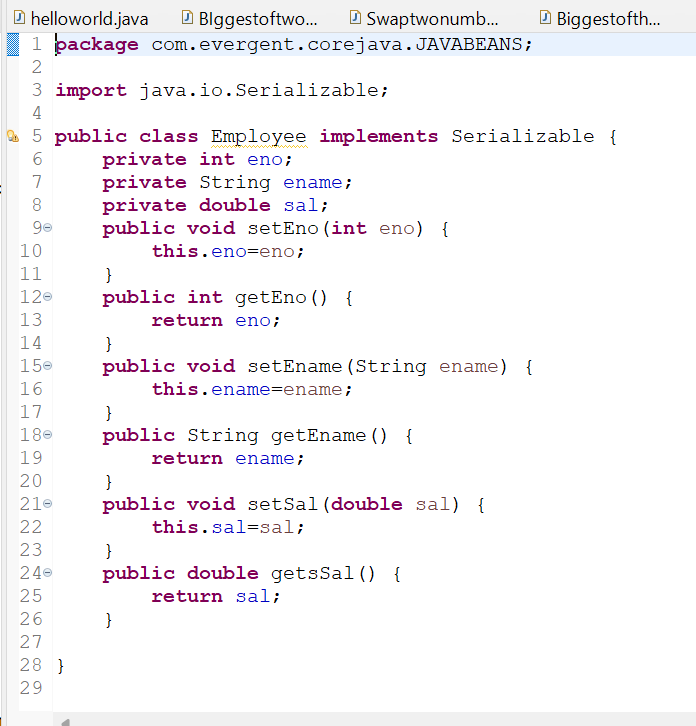 helloworld.java BIggestoftwo... Swaptwonumb... Biggestofth...
1 package com.evergent.corejava.JAVABEANS;
2
3 import java.io.Serializable;
4
5 public class Employee implements Serializable {
6 private int eno;
7 private String ename;
8 private double sal;
9 public void setEno(int eno) {
10 this.eno=eno;
11 }
12 public int getEno() {
13 return eno;
14 }
15 public void setEname(String ename) {
16 this.ename=ename;
17 }
18 public String getEname() {
19 return ename;
20 }
21 public void setSal(double sal) {
22 this.sal=sal;
23 }
24 public double getsSal() {
25 return sal;
26 }
27
28 }
29